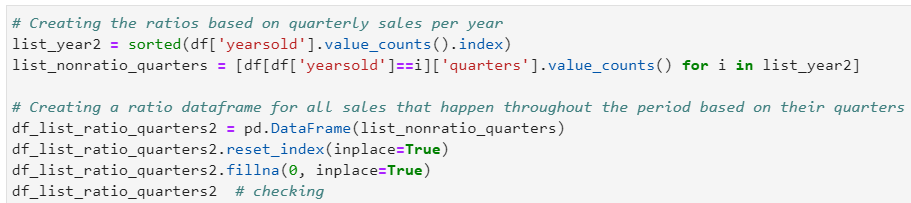 # Creating the ratios based on quarterly sales per year
list_year2 = sorted(df['yearsold'].value_counts().index)
list_nonratio_quarters = [df[df['yearsold']==i]['quarters'].value_counts() for i in list_year2]

# Creating a ratio dataframe for all sales that happen throughout the period based on their quarters
df_list_ratio_quarters2 = pd.DataFrame(list_nonratio_quarters)
df_list_ratio_quarters2.reset_index(inplace=True)
df_list_ratio_quarters2.fillna(0, inplace=True)
df_list_ratio_quarters2  # checking